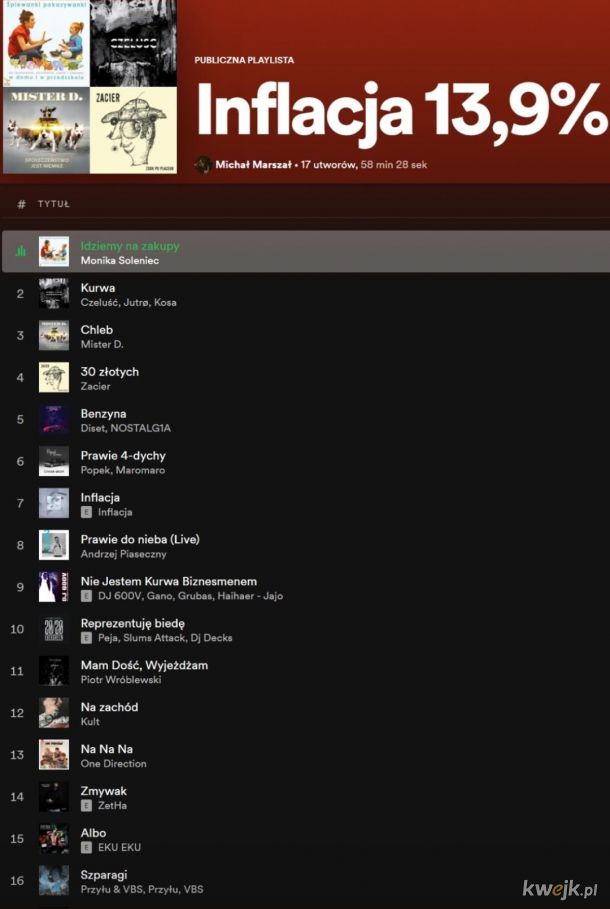 Śpiewanki pokazywanki
w domu i w przedszkolu
CZELUŚĆ
MISTER D.
SPOŁECZEŃSTWO
JEST NIEMIŁE
ZACIER
PUBLICZNA PLAYLISTA
Inflacja 13,9%
Michał Marszał • 17 utworów, 58 min 28 sek
# TYTUŁ
Idziemy na zakupy
Monika Soleniec
2 Kurwa
Czeluść, Jutrø, Kosa
3 Chleb
Mister D.
4 30 złotych
Zacier
5 Benzyna
Diset, NOSTALG1A
6 Prawie 4-dychy
Popek, Maromaro
7 Inflacja
E Inflacja
8 Prawie do nieba (Live)
Andrzej Piaseczny
9 Nie Jestem Kurwa Biznesmenem
E DJ 600V, Gano, Grubas, Haihaer - Jajo
10 Reprezentuję biedę
E Peja, Slums Attack, Dj Decks
11 Mam Dość, Wyjeżdżam
Piotr Wróblewski
12 Na zachód
Kult
13 Na Na Na
One Direction
14 Zmywak
E ZetHa
15 Albo
E EKU EKU
16 Szparagi
Przyłu & VBS, Przyłu, VBS
kwejk.pl